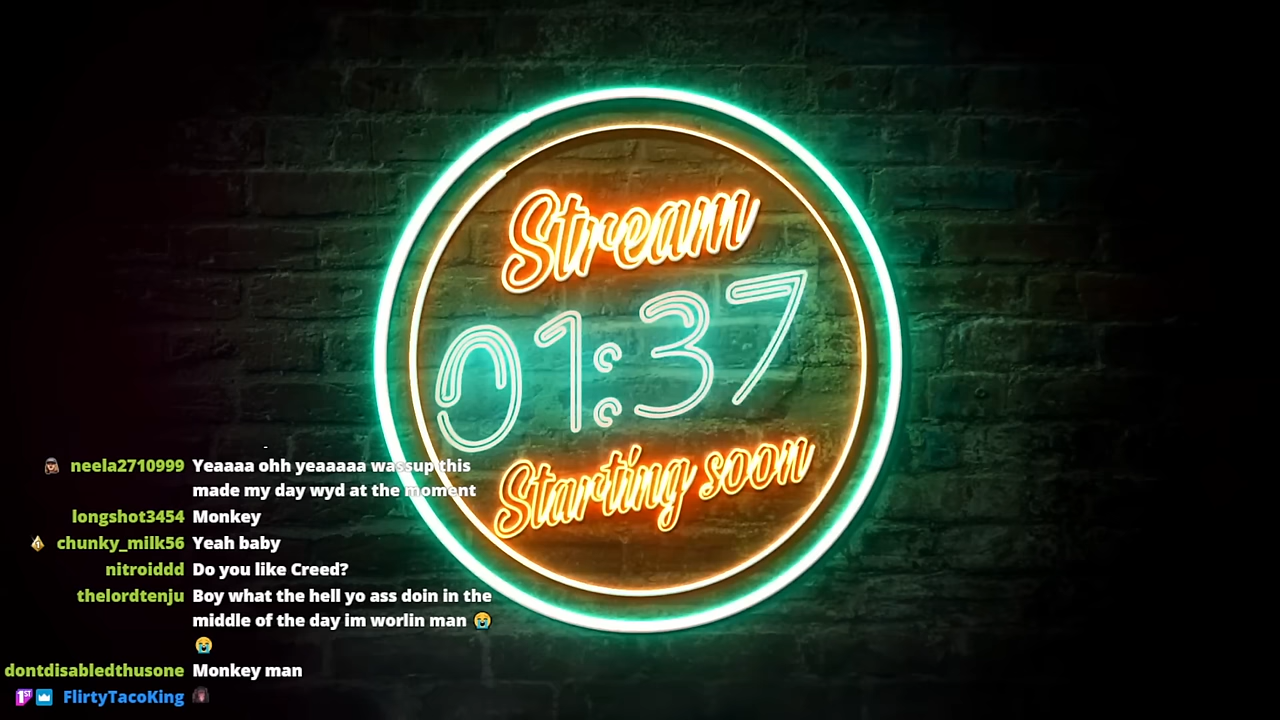 Stream
01:37
Starting soon
neela2710999 Yeaaaa ohh yeaaaaa wassup this
made my day wyd at the moment
longshot3454 Monkey
chunky_milk56 Yeah baby
nitroiddd Do you like Creed?
thelordtenju Boy what the hell yo ass doin in the
middle of the day im worlin man 😭
😭
dontdisabledthusone Monkey man
1ST FlirtyTacoKing